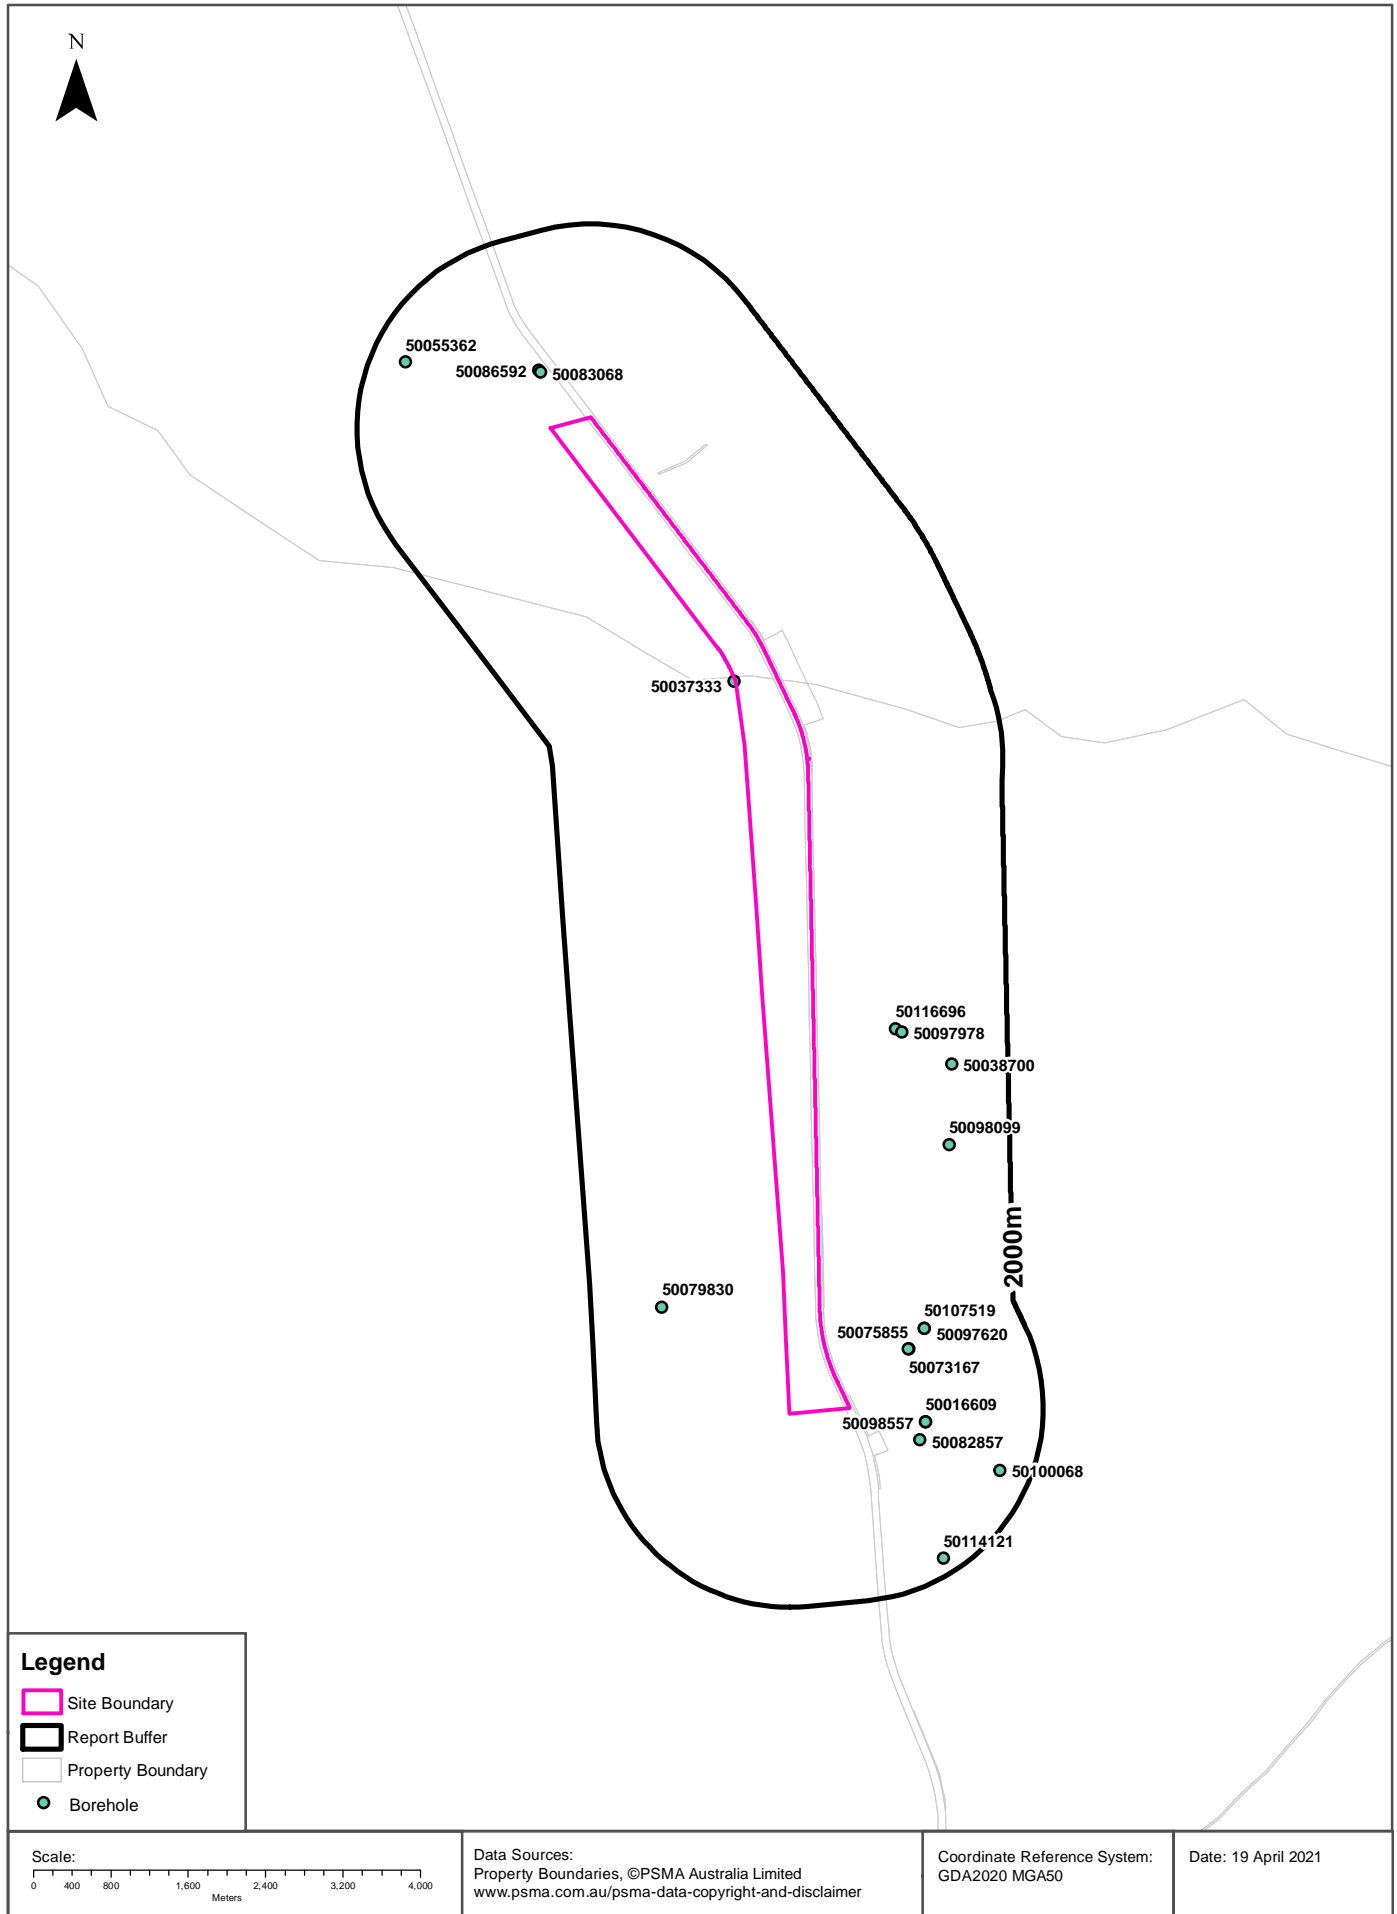 N
50055362
50086592
50083068
50037333
50116696
50097978
50038700
50098099
2000m
50079830
50107519
50075855
50097620
50073167
50016609
50098557
50082857
50100068
50114121
Legend
Site Boundary
Report Buffer
Property Boundary
Borehole
Scale:
0 400 800 1,600 2,400 3,200 4,000
Meters
Data Sources:
Property Boundaries, ©PSMA Australia Limited
www.psma.com.au/psma-data-copyright-and-disclaimer
Coordinate Reference System:
GDA2020 MGA50
Date: 19 April 2021